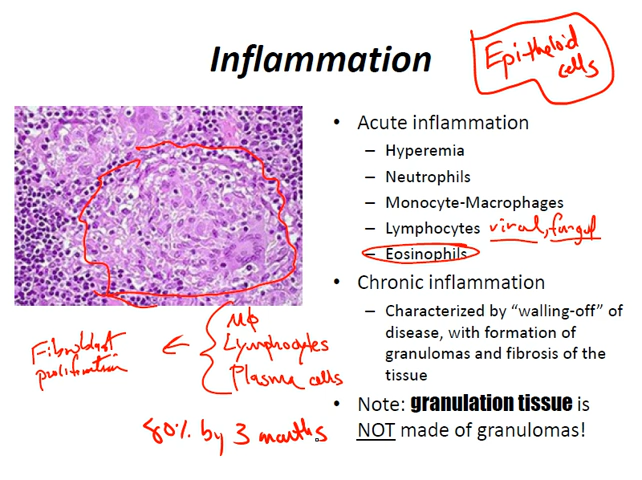 Inflammation
Epitheloid
cells
• Acute inflammation
– Hyperemia
– Neutrophils
– Monocyte-Macrophages
– Lymphocytes viral, fungal
– Eosinophils
• Chronic inflammation
– Characterized by “walling-off” of
disease, with formation of
granulomas and fibrosis of the
tissue
• Note: granulation tissue is
NOT made of granulomas!
MΦ
Lymphocytes
Plasma cells
Fibroblast
proliferation
80% by 3 months